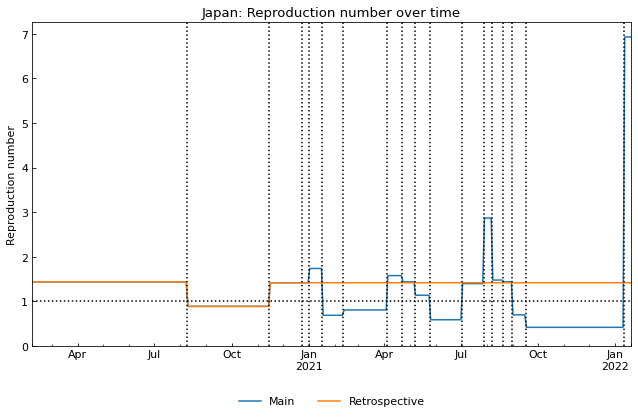 Japan: Reproduction number over time
Reproduction number
7
6
5
4
3
2
1
0
Apr
Jul
Oct
Jan
2021
Apr
Jul
Oct
Jan
2022
Main
Retrospective